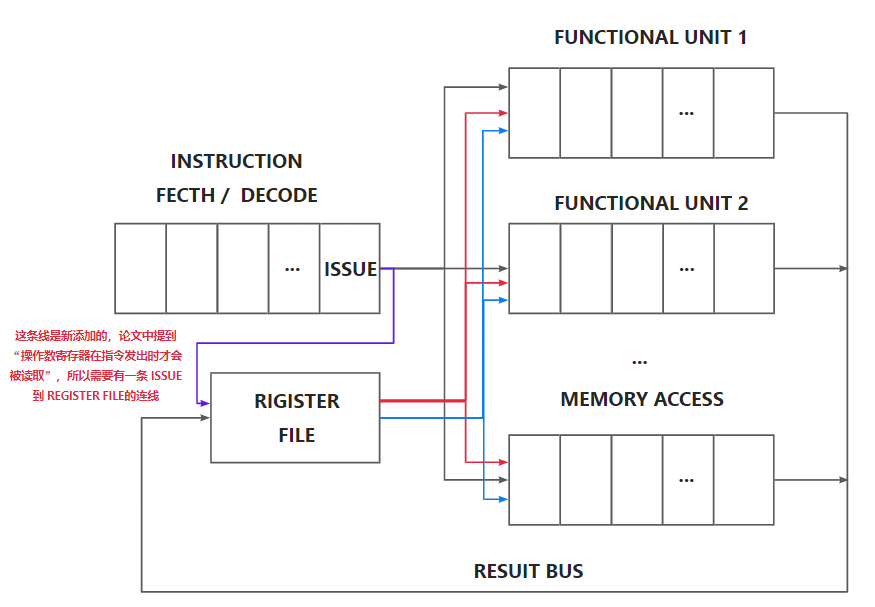 FUNCTIONAL UNIT 1
...
INSTRUCTION
FECTH / DECODE
FUNCTIONAL UNIT 2
...
ISSUE
...
这条线是新添加的，论文中提到
“操作数寄存器在指令发出时才会
被读取”，所以需要有一条 ISSUE
到 REGISTER FILE的连线
...
RIGISTER
FILE
MEMORY ACCESS
...
RESUIT BUS